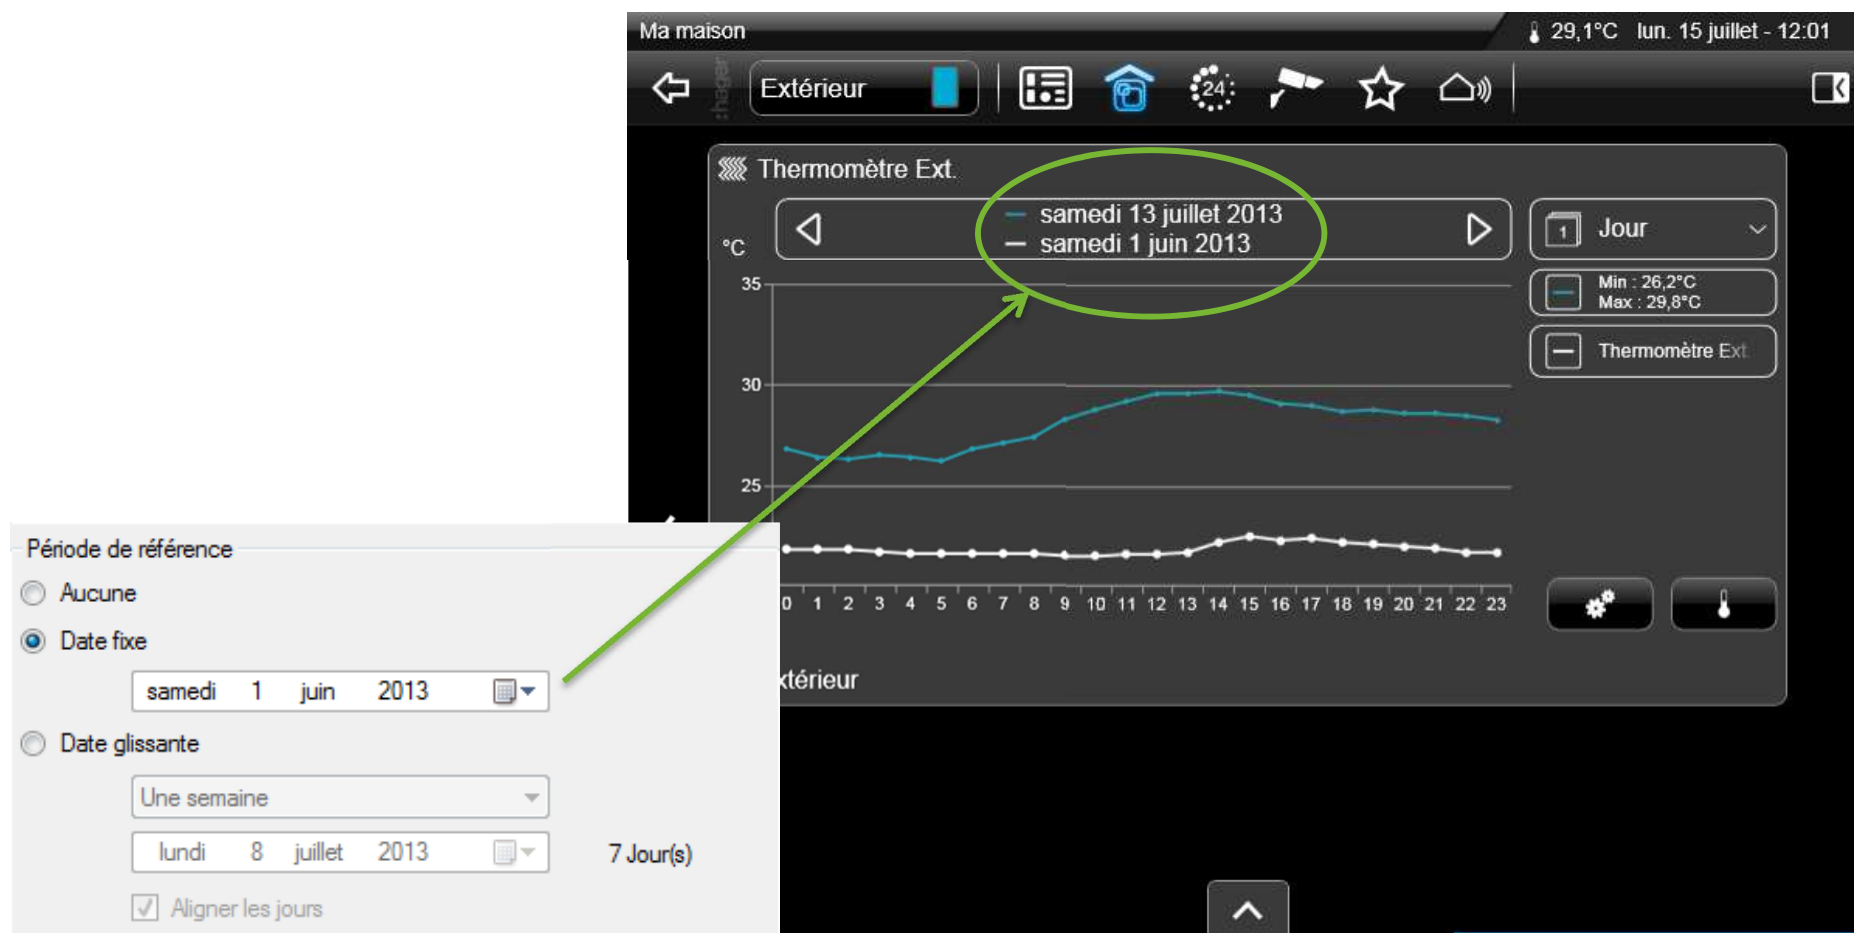 Ma maison
29,1°C lun. 15 juillet - 12:01
:hager
Extérieur
24
Thermomètre Ext.
samedi 13 juillet 2013
samedi 1 juin 2013
1 Jour
°C
Min : 26,2°C
Max : 29,8°C
Thermomètre Ext
35
30
25
0 1 2 3 4 5 6 7 8 9 10 11 12 13 14 15 16 17 18 19 20 21 22 23
xtérieur
Période de référence
Aucune
Date fixe
samedi 1 juin 2013
Date glissante
Une semaine
lundi 8 juillet 2013
7 Jour(s)
Aligner les jours